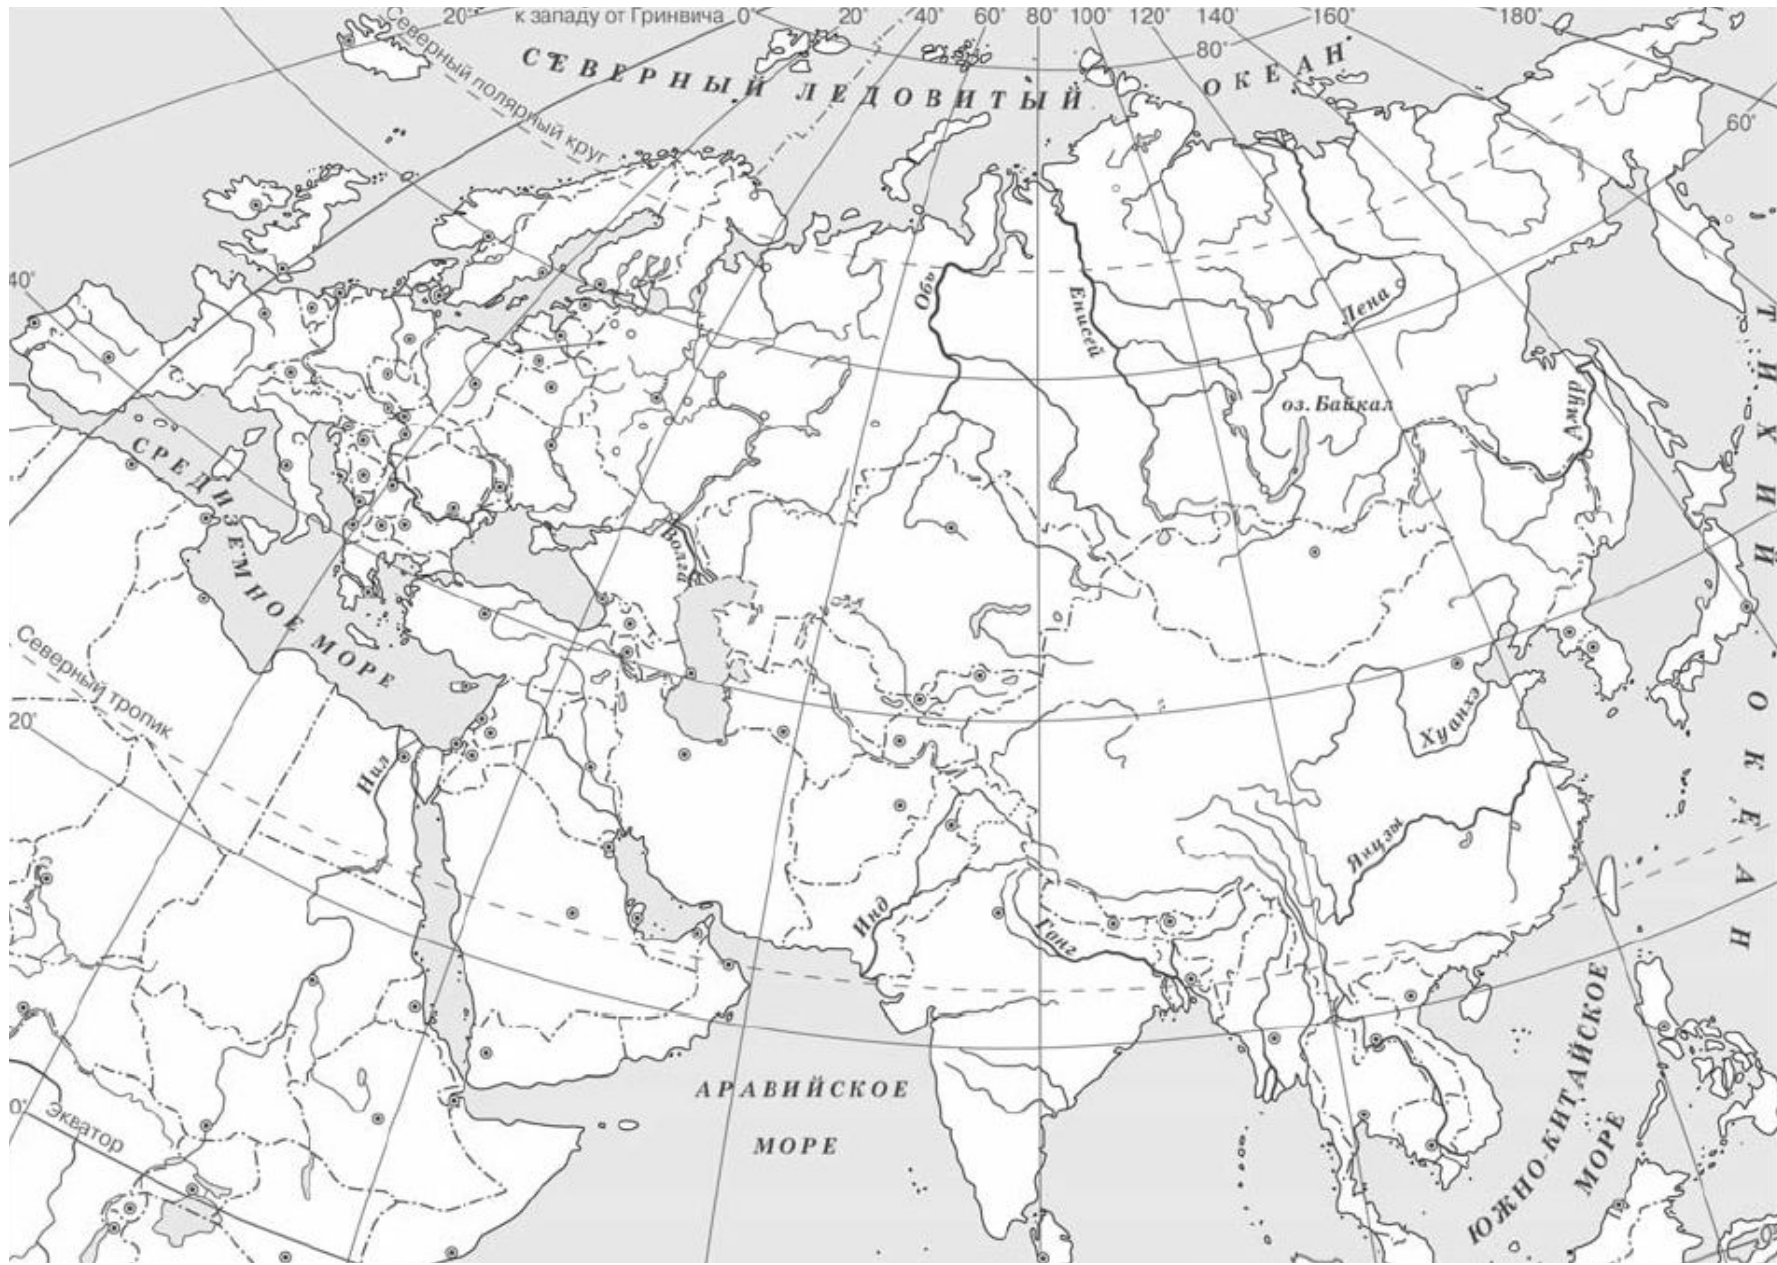 20° к западу от Гринвича 0° 20° 40° 60° 80° 100° 120° 140° 160° 180°
Северный полярный круг
СЕВЕРНЫЙ ЛЕДОВИТЫЙ ОКЕАН
80°
60°
40°
20°
0°
Обь
Енисей
Лена
оз. Байкал
Амур
ТИХИЙ ОКЕАН
СРЕДИЗЕМНОЕ МОРЕ
Волга
Северный тропик
Нил
Хуанхэ
Янцзы
Инд
Ганг
АРАВИЙСКОЕ
МОРЕ
ЮЖНО-КИТАЙСКОЕ
МОРЕ
Экватор
0°